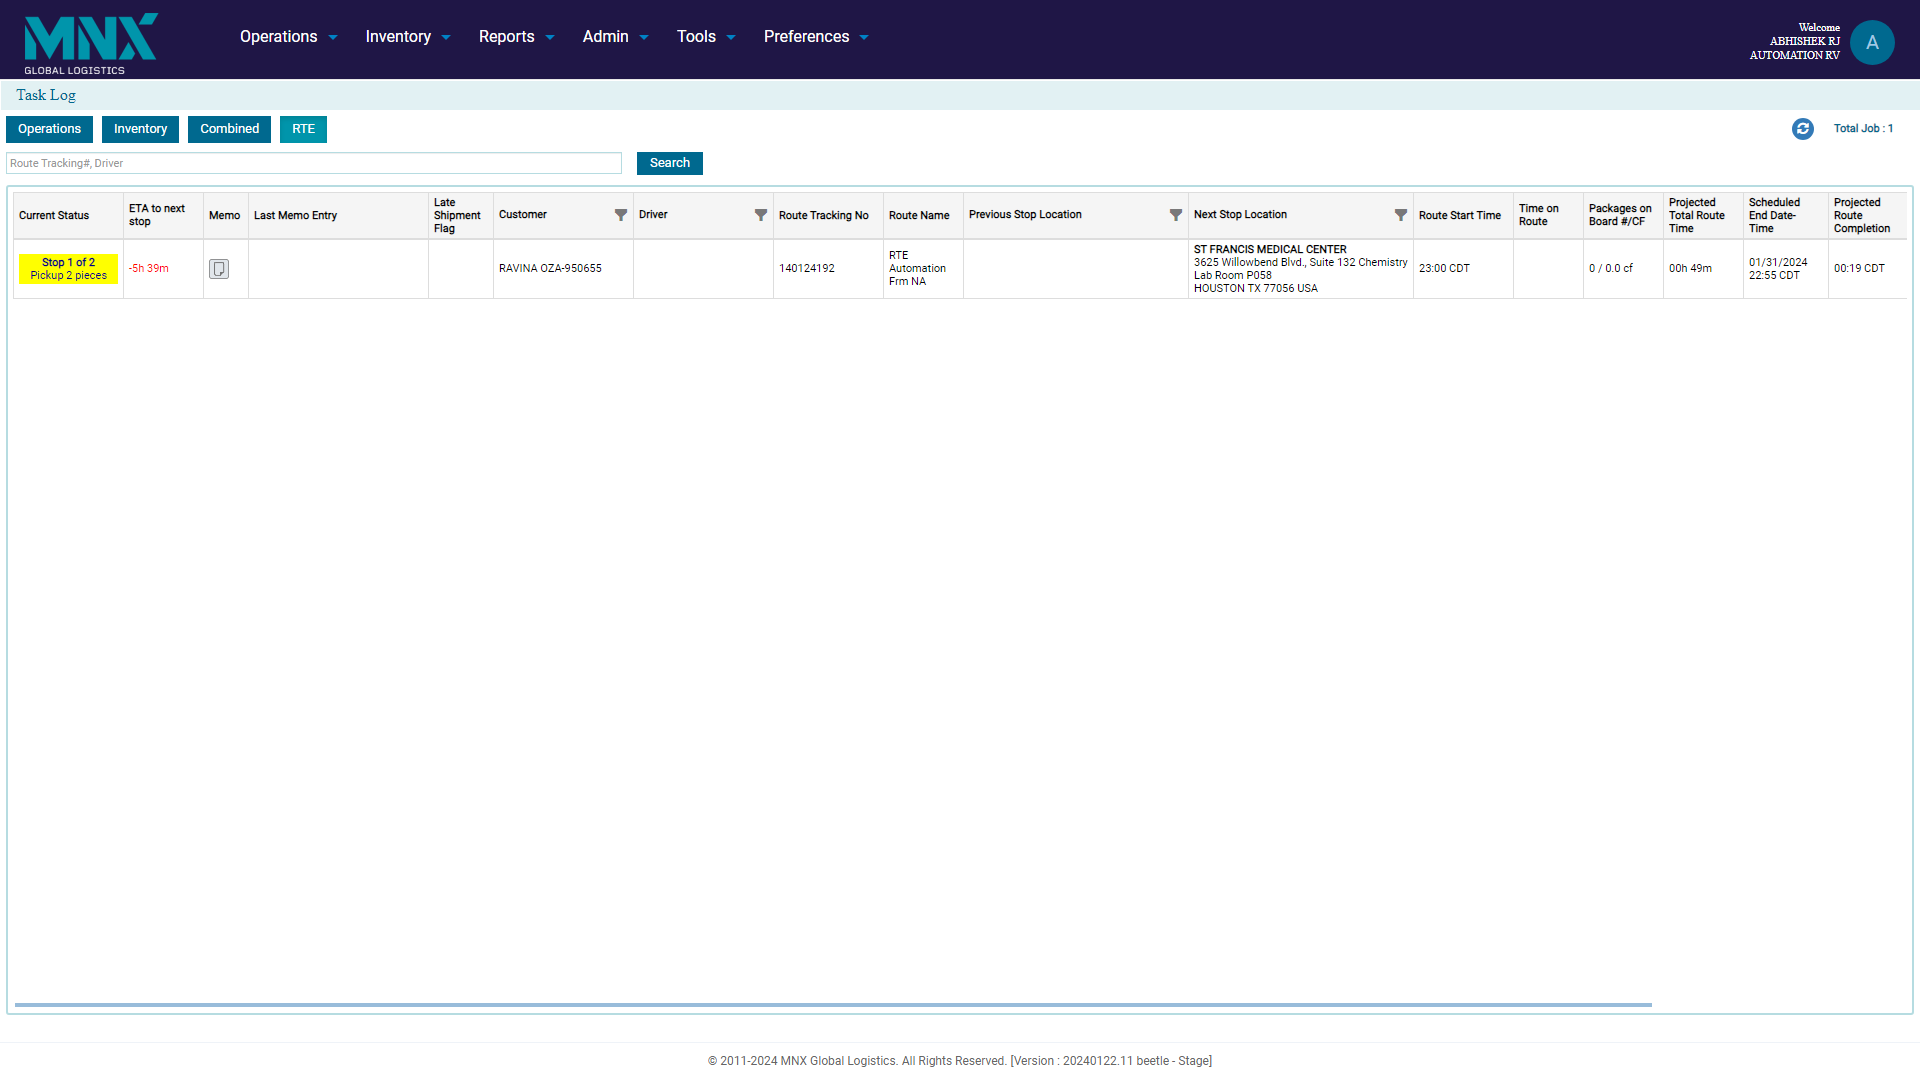 MNX
GLOBAL LOGISTICS
Operations Inventory Reports Admin Tools Preferences
Welcome
ABHISHEK RJ
AUTOMATION RV
A
Task Log
Operations Inventory Combined RTE
Total Job : 1
Route Tracking#, Driver
Search
Current Status
ETA to next
stop
Memo
Last Memo Entry
Late
Shipment
Flag
Customer
Driver
Route Tracking No
Route Name
Previous Stop Location
Next Stop Location
Route Start Time
Time on
Route
Packages on
Board #/CF
Projected
Total Route
Time
Scheduled
End Date-
Time
Projected
Route
Completion
Stop 1 of 2
Pickup 2 pieces
-5h 39m
RAVINA OZA-950655
140124192
RTE
Automation
Frm NA
ST FRANCIS MEDICAL CENTER
3625 Willowbend Blvd., Suite 132 Chemistry
Lab Room P058
HOUSTON TX 77056 USA
23:00 CDT
0 / 0.0 cf
00h 49m
01/31/2024
22:55 CDT
00:19 CDT
© 2011-2024 MNX Global Logistics. All Rights Reserved. [Version : 20240122.11 beetle - Stage]